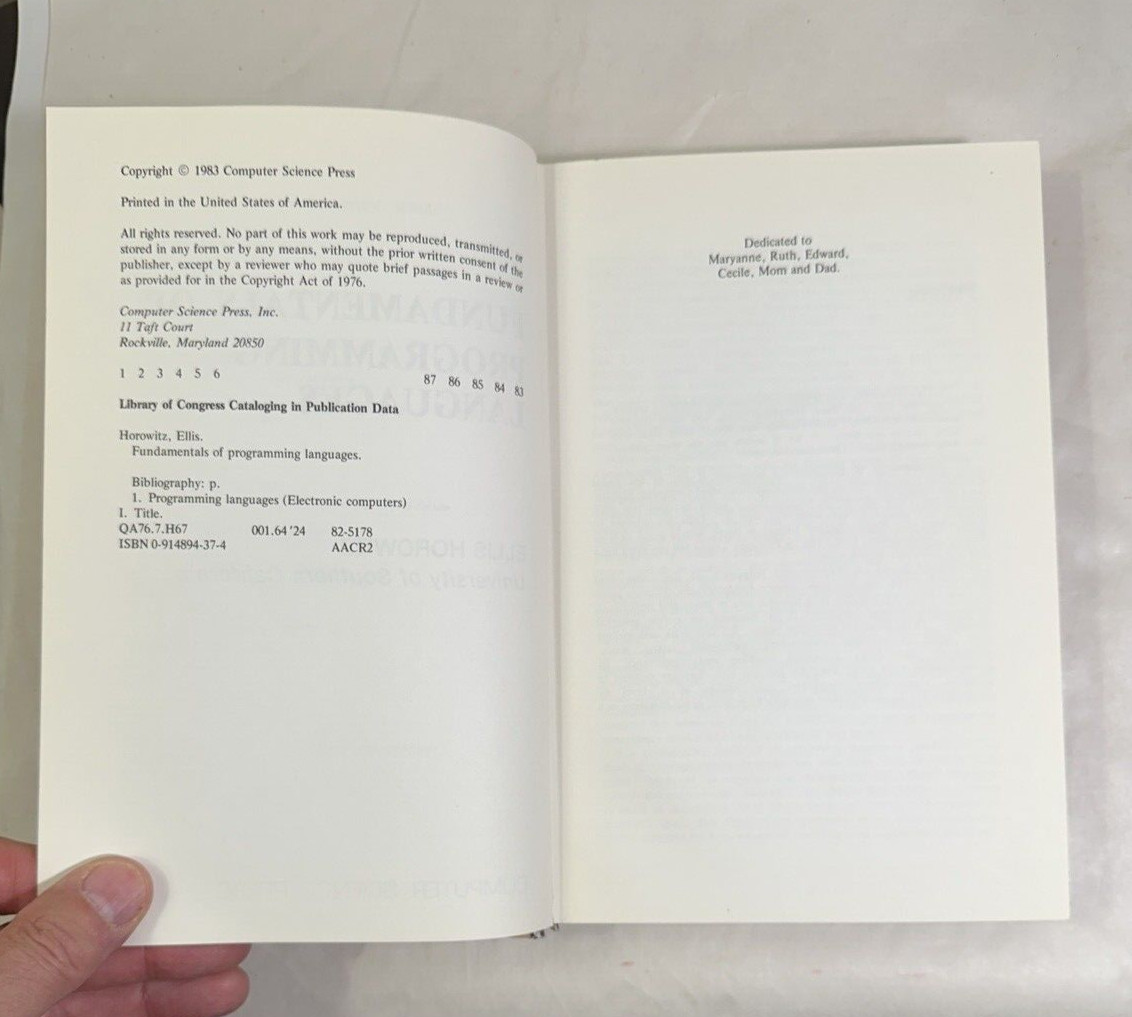 Copyright © 1983 Computer Science Press
Printed in the United States of America.
All rights reserved. No part of this work may be reproduced, transmitted, or
stored in any form or by any means, without the prior written consent of the
publisher, except by a reviewer who may quote brief passages in a review or
as provided for in the Copyright Act of 1976.
Computer Science Press, Inc.
11 Taft Court
Rockville, Maryland 20850
1 2 3 4 5 6 87 86 85 84 83
Library of Congress Cataloging in Publication Data
Horowitz, Ellis.
Fundamentals of programming languages.
Bibliography: p.
1. Programming languages (Electronic computers)
I. Title.
QA76.7.H67 001.64'24 82-5178
ISBN 0-914894-37-4 AACR2
Dedicated to
Maryanne, Ruth, Edward,
Cecile, Mom and Dad.